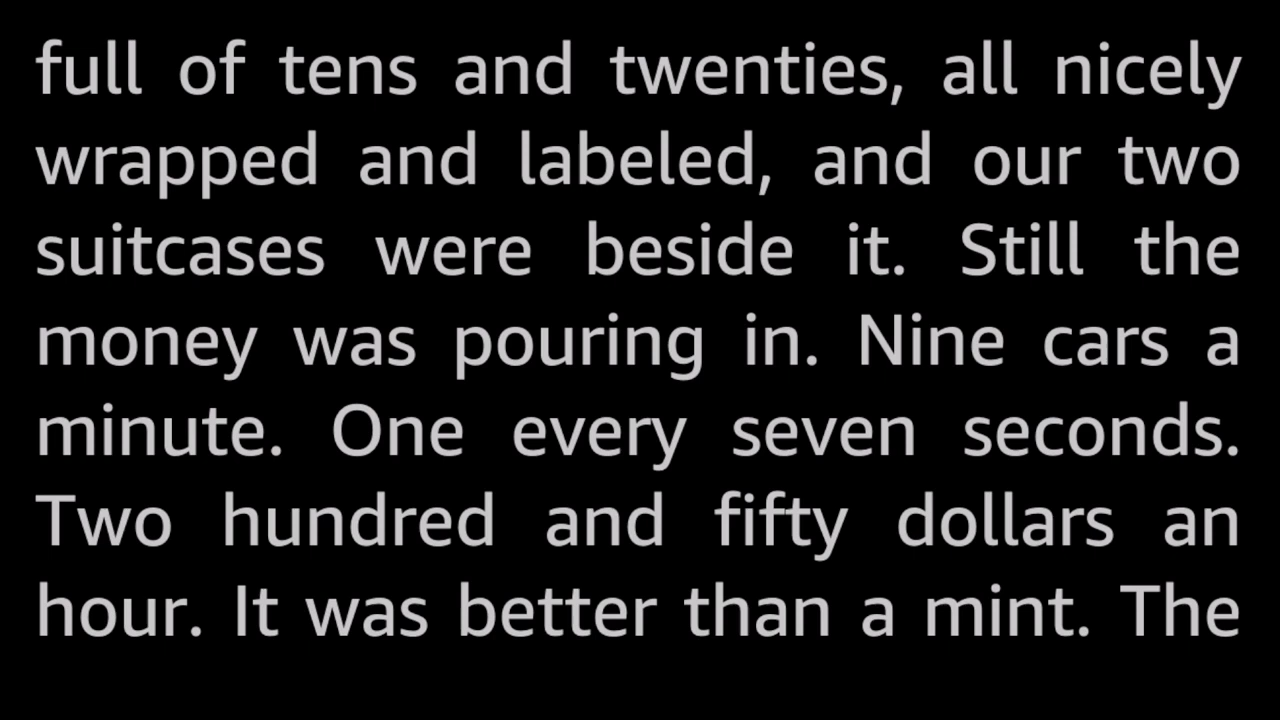 full of tens and twenties, all nicely
wrapped and labeled, and our two
suitcases were beside it. Still the
money was pouring in. Nine cars a
minute. One every seven seconds.
Two hundred and fifty dollars an
hour. It was better than a mint. The